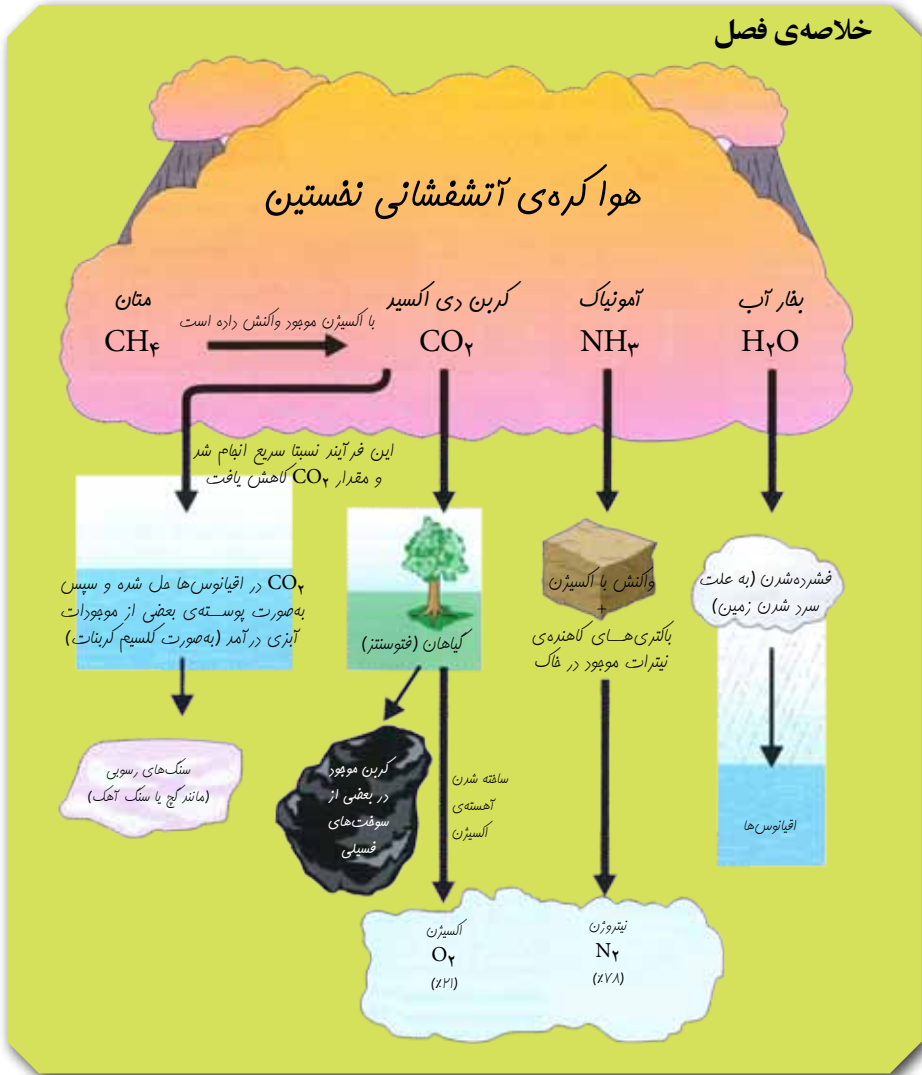 خلاصه‌ی فصل
هوا کره‌ی آتشفشانی نخستین
بخار آب
H۲O
آمونیاک
NH۳
کربن دی اکسید
CO۲
متان
CH۴
با اکسیژن موجود واکنش داده است
این فرآیند نسبتا سریع انجام شد
و مقدار CO۲ کاهش یافت
فشرده‌شدن (به علت
سرد شدن زمین)
اقیانوس‌ها
واکنش با اکسیژن
+
باکتری‌هــای کاهنده‌ی
نیترات موجود در خاک
گیاهان (فتوسنتز)
CO۲ در اقیانوس‌ها حل شده و سپس
به‌صورت پوســته‌ی بعضی از موجودات
آبزی درآمد (به‌صورت کلسیم کربنات)
سنگ‌های رسوبی
(مانند گچ یا سنگ آهک)
کربن موجود
در بعضی از
سوخت‌های
فسیلی
ساخته شدن
آهسته‌ی
اکسیژن
نیتروژن
N۲
(٪۷۸)
اکسیژن
O۲
(٪۲۱)